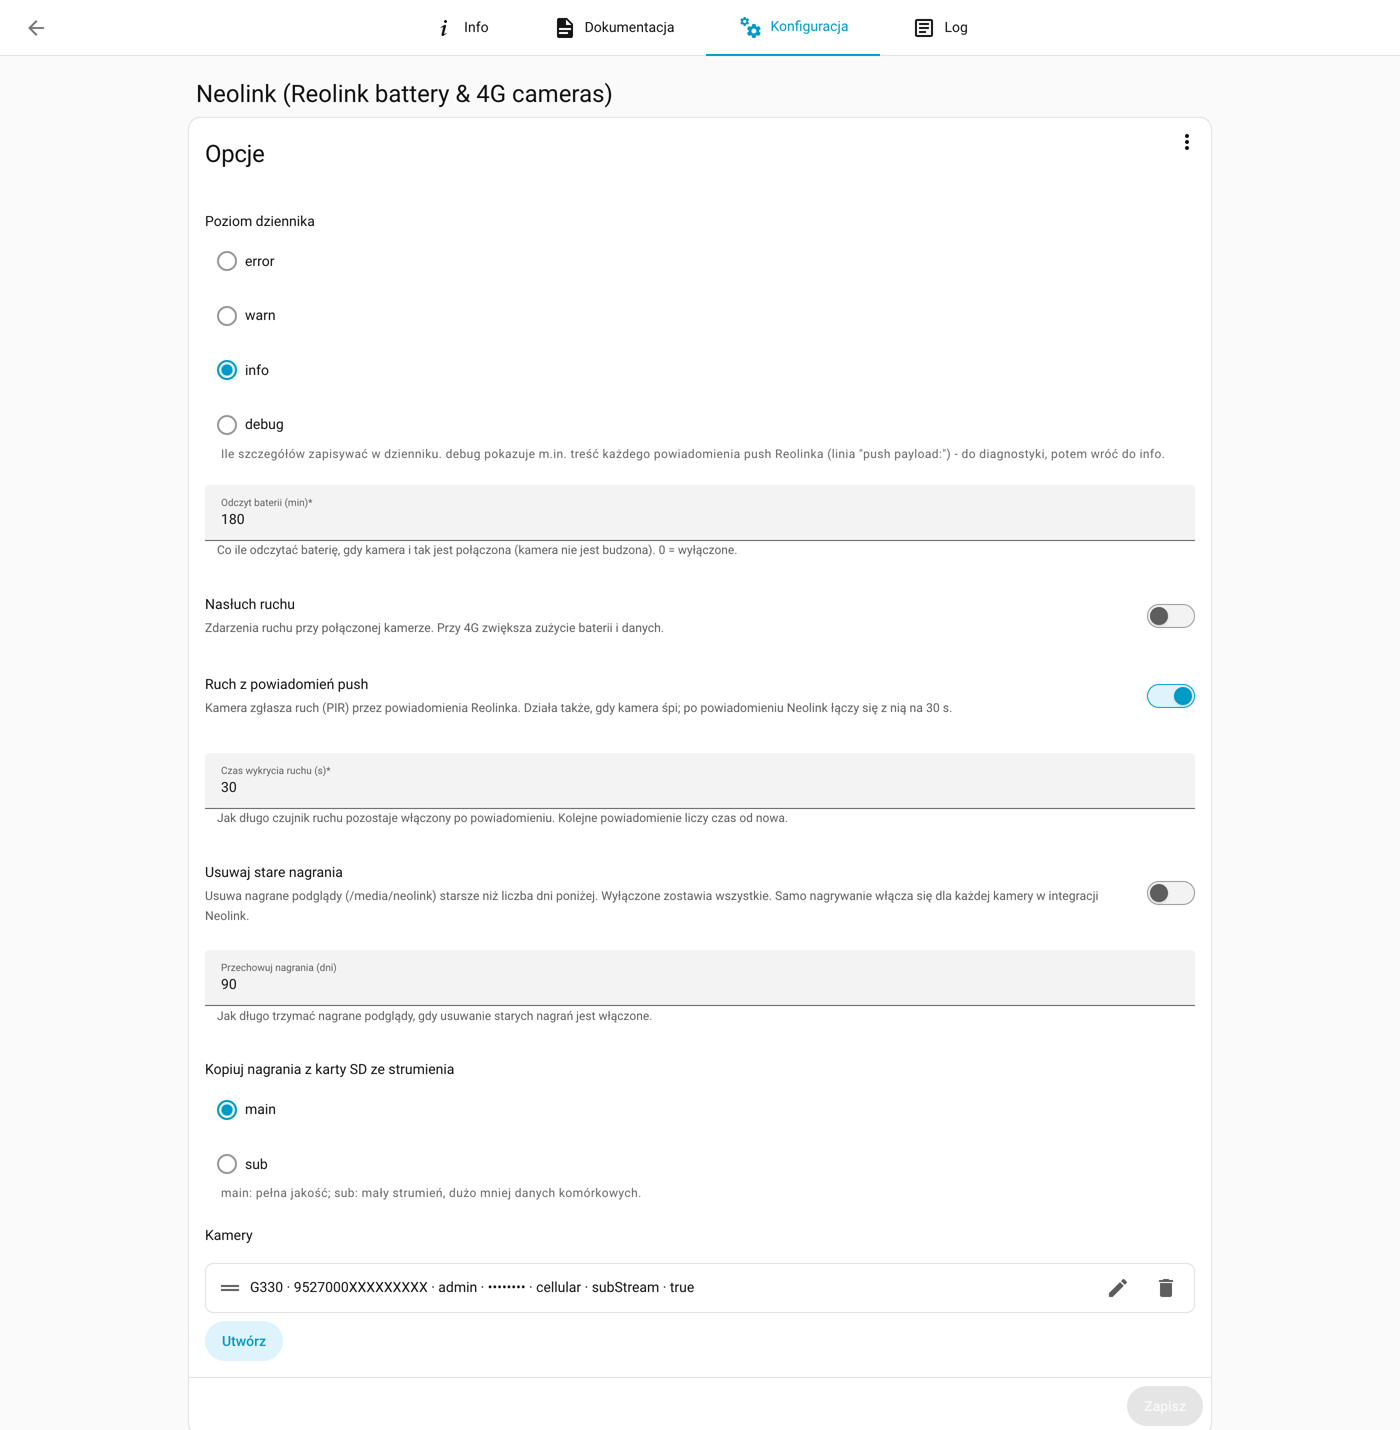 Info
Dokumentacja
Konfiguracja
Log
Neolink (Reolink battery & 4G cameras)
Opcje
Poziom dziennika
error
warn
info
debug
Ile szczegółów zapisywać w dzienniku. debug pokazuje m.in. treść każdego powiadomienia push Reolinka (linia "push payload:") - do diagnostyki, potem wróć do info.
Odczyt baterii (min)*
180
Co ile odczytać baterię, gdy kamera i tak jest połączona (kamera nie jest budzona). 0 = wyłączone.
Nasłuch ruchu
Zdarzenia ruchu przy połączonej kamerze. Przy 4G zwiększa zużycie baterii i danych.
Ruch z powiadomień push
Kamera zgłasza ruch (PIR) przez powiadomienia Reolinka. Działa także, gdy kamera śpi; po powiadomieniu Neolink łączy się z nią na 30 s.
Czas wykrycia ruchu (s)*
30
Jak długo czujnik ruchu pozostaje włączony po powiadomieniu. Kolejne powiadomienie liczy czas od nowa.
Usuwaj stare nagrania
Usuwa nagrane podglądy (/media/neolink) starsze niż liczba dni poniżej. Wyłączone zostawia wszystkie. Samo nagrywanie włącza się dla każdej kamery w integracji
Neolink.
Przechowuj nagrania (dni)
90
Jak długo trzymać nagrane podglądy, gdy usuwanie starych nagrań jest włączone.
Kopiuj nagrania z karty SD ze strumienia
main
sub
main: pełna jakość; sub: mały strumień, dużo mniej danych komórkowych.
Kamery
G330 · 9527000XXXXXXXXX · admin · •••••••• · cellular · subStream · true
Utwórz
Zapisz